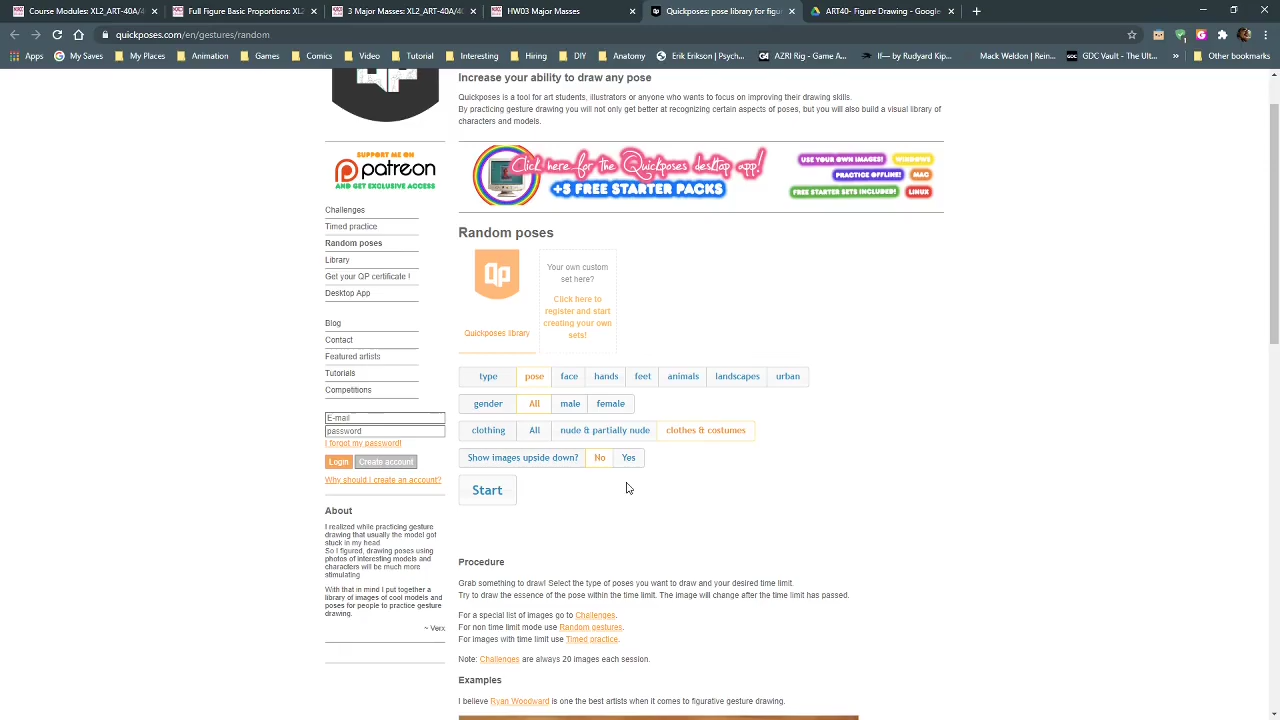 Course Modules: XL2_ART-40A/40
Full Figure Basic Proportions: XL2
3 Major Masses: XL2_ART-40A/40
HW03 Major Masses
Quickposes Library for figure
ART40- Figure Drawing - Google
quickposes.com/en/gestures/random
Apps
My Saves
My Places
History
Animation
Games
Comics
Video
Tutorial
Interesting
Hiring
DIY
Anatomy
Erik Erikson | Psych...
AZRI Rig - Google D...
If— by Rudyard Kip...
Mack Weldon | Rein...
GDC Vault - The Ult...
Other bookmarks
Increase your ability to draw any pose
Quickposes is a tool for art students, illustrators or anyone who wants to focus on improving their drawing skills.
By practicing gesture drawing you will not only get better at recognizing certain aspects of poses, but you will also build a visual library of
characters and models.
SUPPORT ME ON
patreon
AND GET EXCLUSIVE ACCESS
Click here for the Quickposes desktop app!
+5 FREE STARTER PACKS
USE YOUR OWN IMAGES!
WINDOWS
PRACTICE OFFLINE!
MAC
FREE STARTER SETS INCLUDED!
LINUX
Challenges
Timed practice
Random poses
Library
Get your QP certificate !
Desktop App
Blog
Contact
Featured artists
Tutorials
Competitions
E-mail
password
I forgot my password!
Login
Create account
Why should I create an account?
About
I realized while practicing gesture
drawing that usually the model got
stuck in my head
So I figured, drawing poses using
photos of interesting models and
characters will be much more
stimulating
With that in mind I put together a
library of images of cool models and
poses for people to practice gesture
drawing.
~ Verx
Random poses
Qp
Quickposes library
Your own custom
set here?
Click here to
register and start
creating your own
sets!
type pose face hands feet animals landscapes urban
gender All male female
clothing All nude & partially nude clothes & costumes
Show images upside down? No Yes
Start
Procedure
Grab something to draw! Select the type of poses you want to draw and your desired time limit.
Try to draw the essence of the pose within the time limit. The image will change after the time limit has passed.
For a special list of images go to Challenges.
For non time limit mode use Random gestures.
For images with time limit use Timed practice.
Note: Challenges are always 20 images each session.
Examples
I believe Ryan Woodward is one the best artists when it comes to figurative gesture drawing.